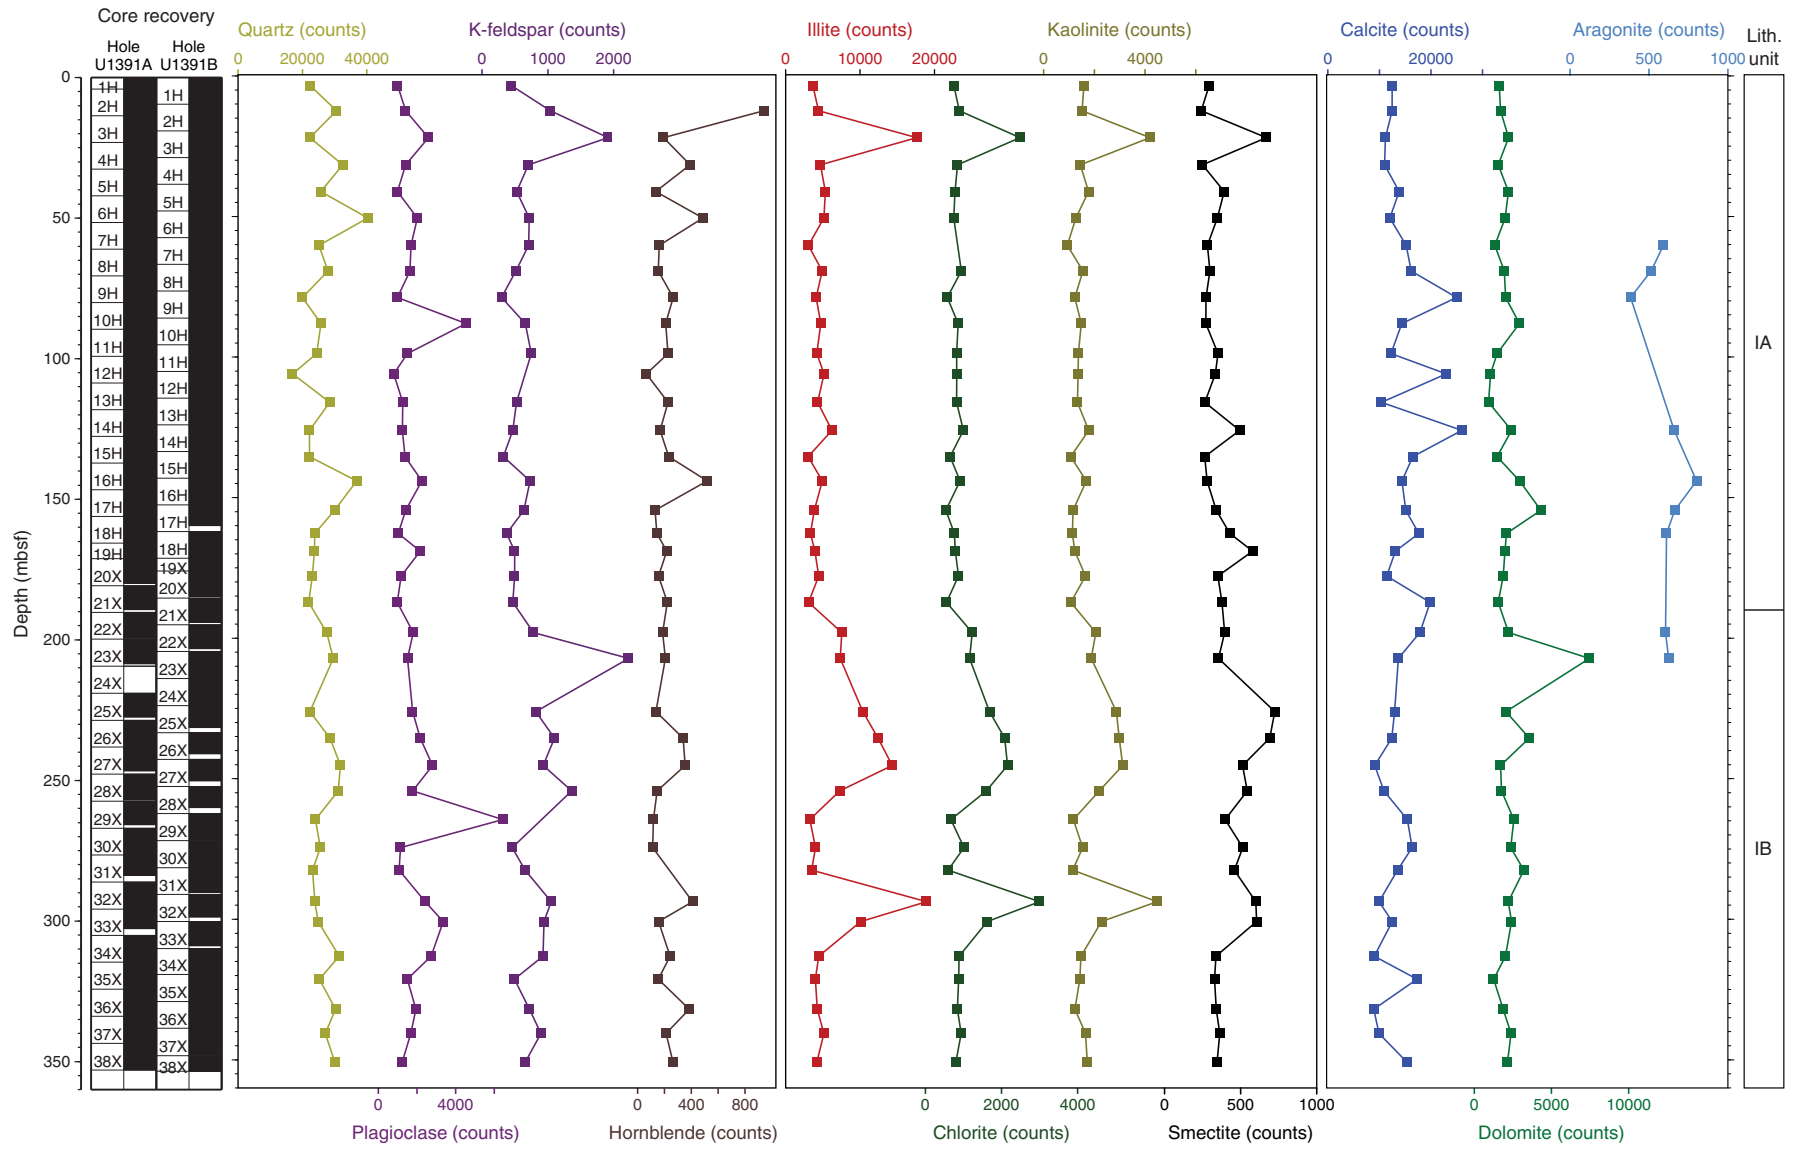 Core recovery
Hole U1391A
Hole U1391B
Quartz (counts)
0 20000 40000
K-feldspar (counts)
0 1000 2000
Illite (counts)
0 10000 20000
Kaolinite (counts)
0 4000
Calcite (counts)
0 20000
Aragonite (counts)
0 500 1000
Lith. unit
Depth (mbsf)
0
50
100
150
200
250
300
350
1H
2H
3H
4H
5H
6H
7H
8H
9H
10H
11H
12H
13H
14H
15H
16H
17H
18H
19H
20X
21X
22X
23X
24X
25X
26X
27X
28X
29X
30X
31X
32X
33X
34X
35X
36X
37X
38X
1H
2H
3H
4H
5H
6H
7H
8H
9H
10H
11H
12H
13H
14H
15H
16H
17H
18H
19X
20X
21X
22X
23X
24X
25X
26X
27X
28X
29X
30X
31X
32X
33X
34X
35X
36X
37X
38X
IA
IB
0 4000
Plagioclase (counts)
0 400 800
Hornblende (counts)
0 2000 4000
Chlorite (counts)
0 500 1000
Smectite (counts)
0 5000 10000
Dolomite (counts)